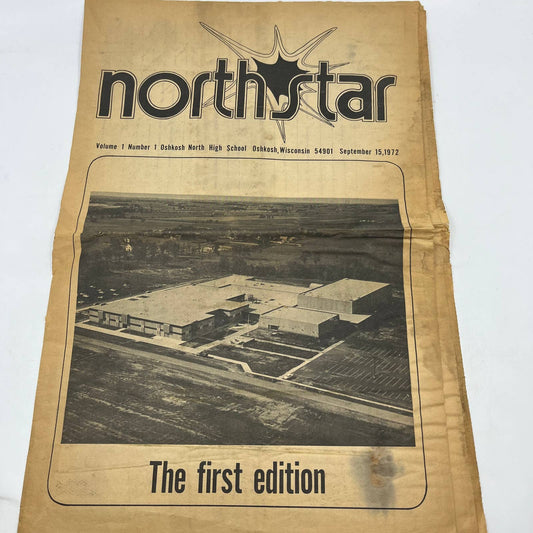 northstar
Volume 1 Number 1 Oshkosh North High School Oshkosh, Wisconsin 54901 September 15, 1972
The first edition